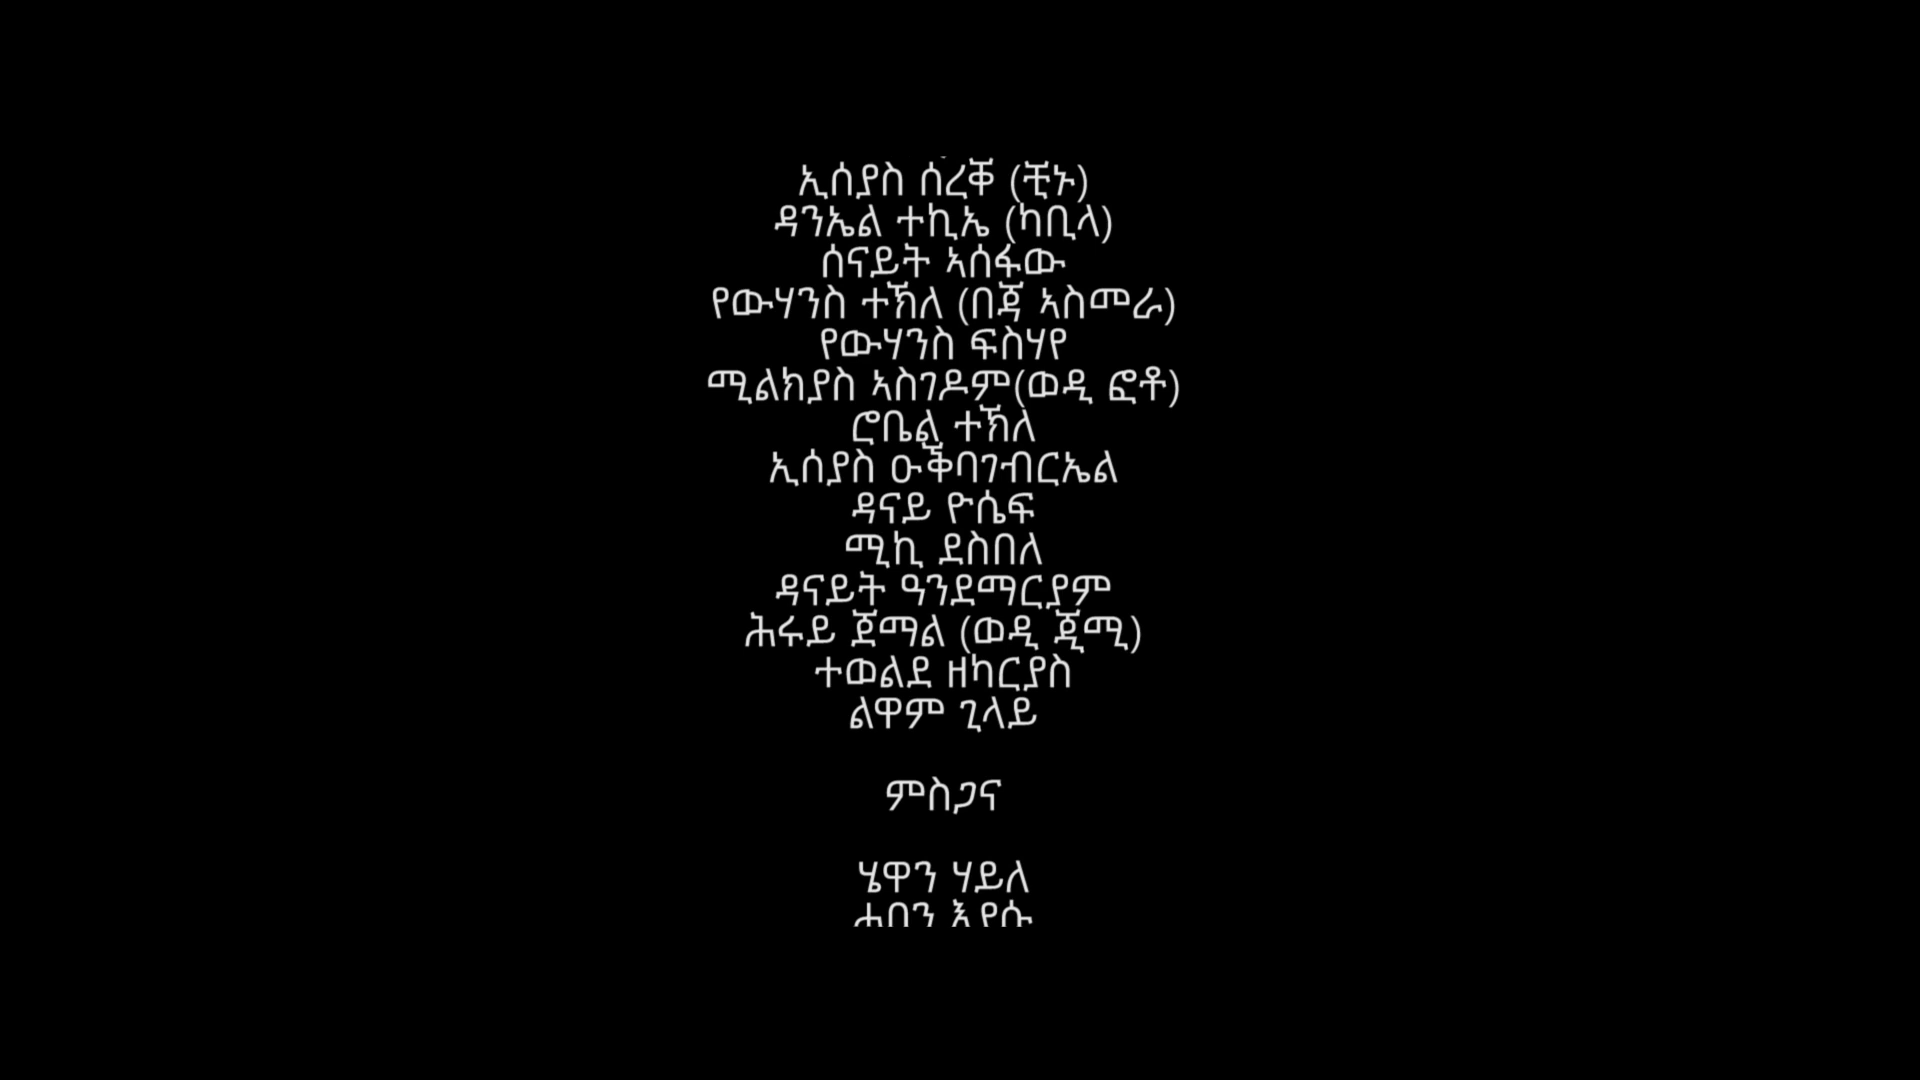 ኢሰያስ ሰረቐ (ቺኑ)
ዳንኤል ተኪኤ (ካቢላ)
ሰናይት ኣሰፋው
የውሃንስ ተኽለ (በጃ ኣስመራ)
የውሃንስ ፍስሃየ
ሚልክያስ ኣስገዶም(ወዲ ፎቶ)
ሮቤል ተኽለ
ኢሰያስ ዑቕባገብርኤል
ዳናይ ዮሴፍ
ሚኪ ደስበለ
ዳናይት ዓንደማርያም
ሕሩይ ጀማል (ወዲ ጂሚ)
ተወልደ ዘካርያስ
ልዋም ጊላይ
ምስጋና
ሄዋን ሃይለ